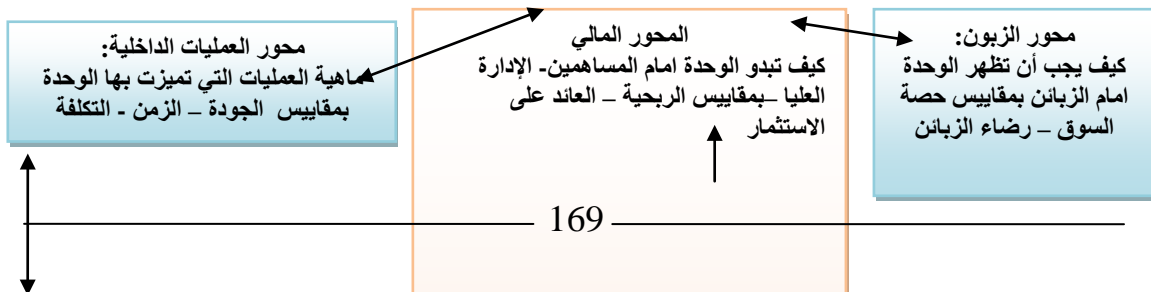 محور الزبون:
كيف يجب أن تظهر الوحدة
امام الزبائن بمقاييس حصة
السوق – رضاء الزبائن
المحور المالي
كيف تبدو الوحدة امام المساهمين- الإدارة
العليا –بمقاييس الربحية – العائد على
الاستثمار
محور العمليات الداخلية:
ماهية العمليات التي تميزت بها الوحدة
بمقاييس الجودة – الزمن - التكلفة
169